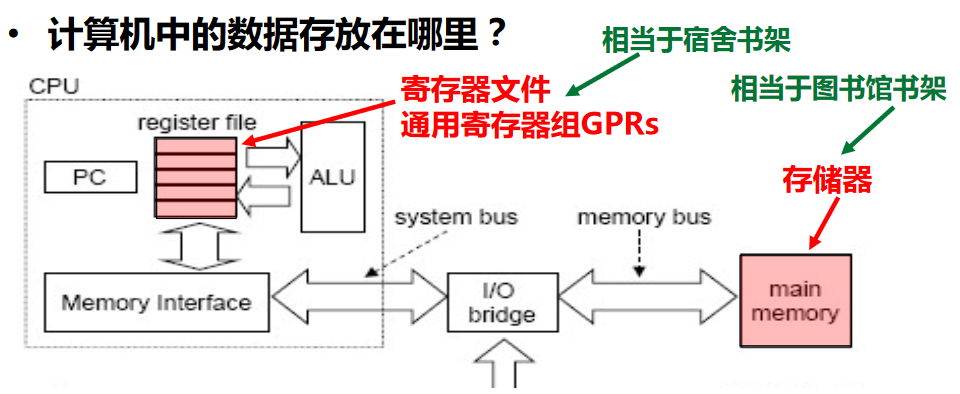 • 计算机中的数据存放在哪里？
相当于宿舍书架
相当于图书馆书架
CPU
寄存器文件
通用寄存器组GPRs
register file
存储器
PC
ALU
system bus
memory bus
Memory Interface
I/O
bridge
main
memory